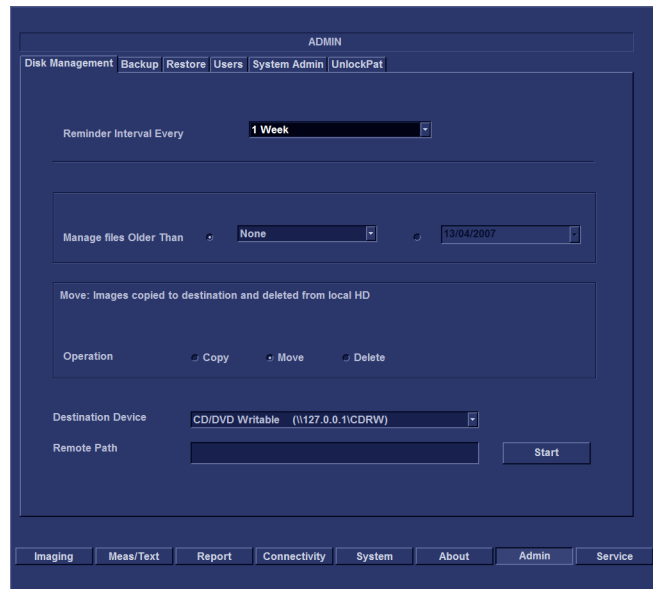 ADMIN
Disk Management Backup Restore Users System Admin UnlockPat
Reminder Interval Every 1 Week
Manage files Older Than None 13/04/2007
Move: Images copied to destination and deleted from local HD
Operation Copy Move Delete
Destination Device CD/DVD Writable (\\127.0.0.1\CDRW)
Remote Path Start
Imaging Meas/Text Report Connectivity System About Admin Service